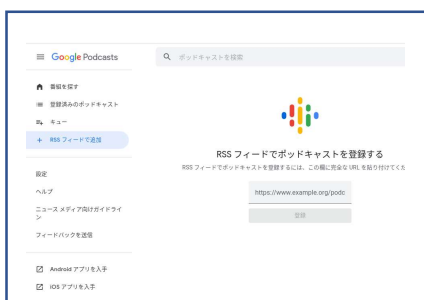 Google Podcasts
ポッドキャストを検索
番組を探す
登録済みのポッドキャスト
キュー
RSS フィードで追加
設定
ヘルプ
ニュース メディア向けガイドライ
ン
フィードバックを送信
Android アプリを入手
iOS アプリを入手
RSS フィードでポッドキャストを登録する
RSS フィードでポッドキャストを登録するには、この欄に完全な URL を貼り付けてくた
https://www.example.org/podc
登録